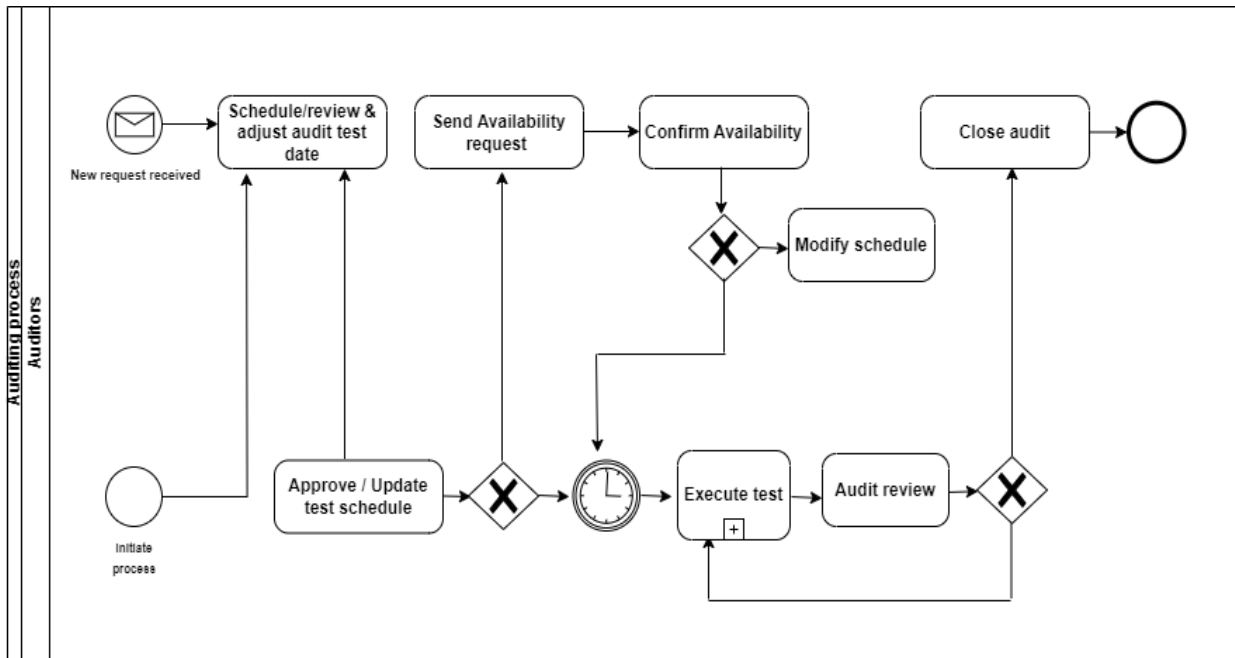 Auditing process
Auditors
Schedule/review &
adjust audit test
date
Send Availability
request
Confirm Availability
Close audit
New request received
Modify schedule
Approve / Update
test schedule
Execute test
Audit review
Initiate
process